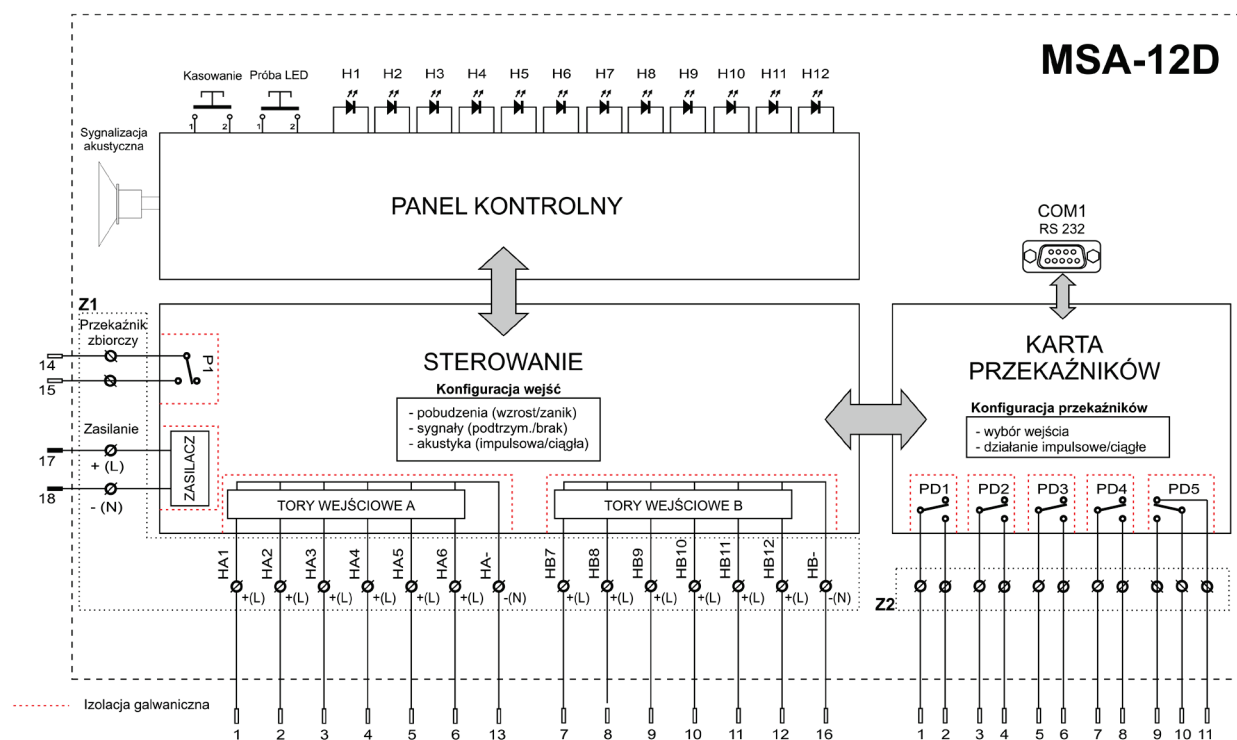 MSA-12D
Kasowanie Próba LED H1 H2 H3 H4 H5 H6 H7 H8 H9 H10 H11 H12
1 2 1 2
Sygnalizacja
akustyczna
PANEL KONTROLNY
COM1
RS 232
Z1
Przekaźnik
zbiorczy
14
15
P1
Zasilanie
17
+ (L)
18
- (N)
ZASILACZ
STEROWANIE
Konfiguracja wejść
- pobudzenia (wzrost/zanik)
- sygnały (podtrzym./brak)
- akustyka (impulsowa/ciągła)
KARTA
PRZEKAŹNIKÓW
Konfiguracja przekaźników
- wybór wejścia
- działanie impulsowe/ciągłe
TORY WEJŚCIOWE A
TORY WEJŚCIOWE B
PD1 PD2 PD3 PD4 PD5
HA1 HA2 HA3 HA4 HA5 HA6 HA-
HB7 HB8 HB9 HB10 HB11 HB12 HB-
+(L) +(L) +(L) +(L) +(L) +(L) -(N)
+(L) +(L) +(L) +(L) +(L) +(L) -(N)
Z2
Izolacja galwaniczna
1 2 3 4 5 6 13
7 8 9 10 11 12 16
1 2 3 4 5 6 7 8 9 10 11